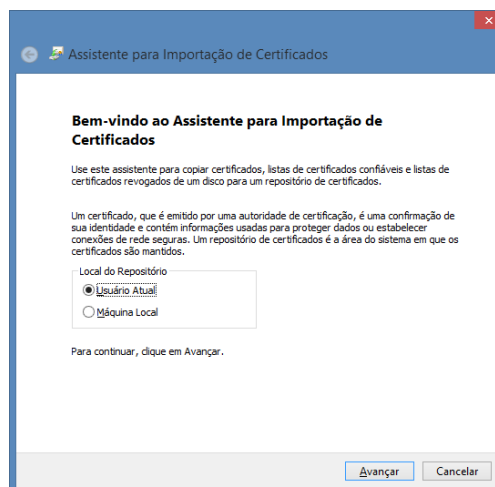 Assistente para Importação de Certificados
Bem-vindo ao Assistente para Importação de
Certificados
Use este assistente para copiar certificados, listas de certificados confiáveis e listas de
certificados revogados de um disco para um repositório de certificados.
Um certificado, que é emitido por uma autoridade de certificação, é uma confirmação de
sua identidade e contém informações usadas para proteger dados ou estabelecer
conexões de rede seguras. Um repositório de certificados é a área do sistema em que os
certificados são mantidos.
Local do Repositório
Usuário Atual
Máquina Local
Para continuar, clique em Avançar.
Avançar Cancelar